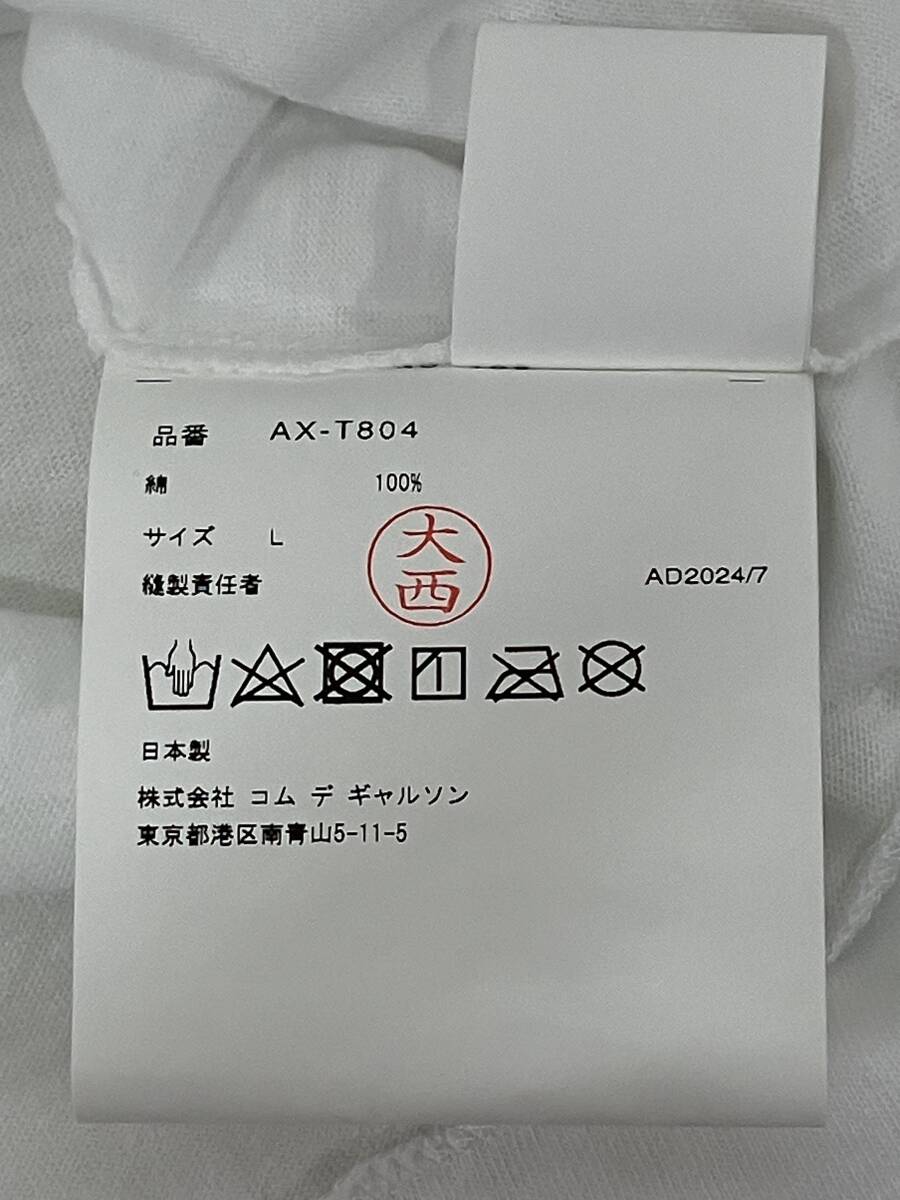 品番 AX-T804
綿 100%
サイズ L
縫製責任者 大西 AD2024/7
日本製
株式会社 コム デ ギャルソン
東京都港区南青山5-11-5